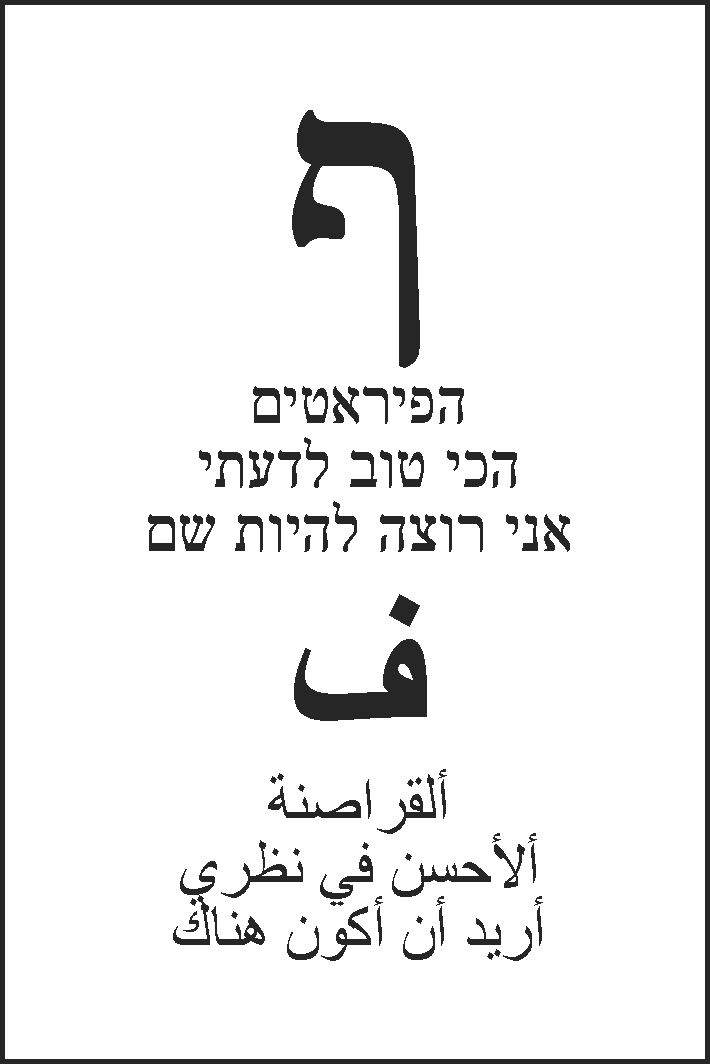 ף
הפיראטים
הכי טוב לדעתי
אני רוצה להיות שם
ف
ألقراصنة
ألأحسن في نظري
أريد أن أكون هناك